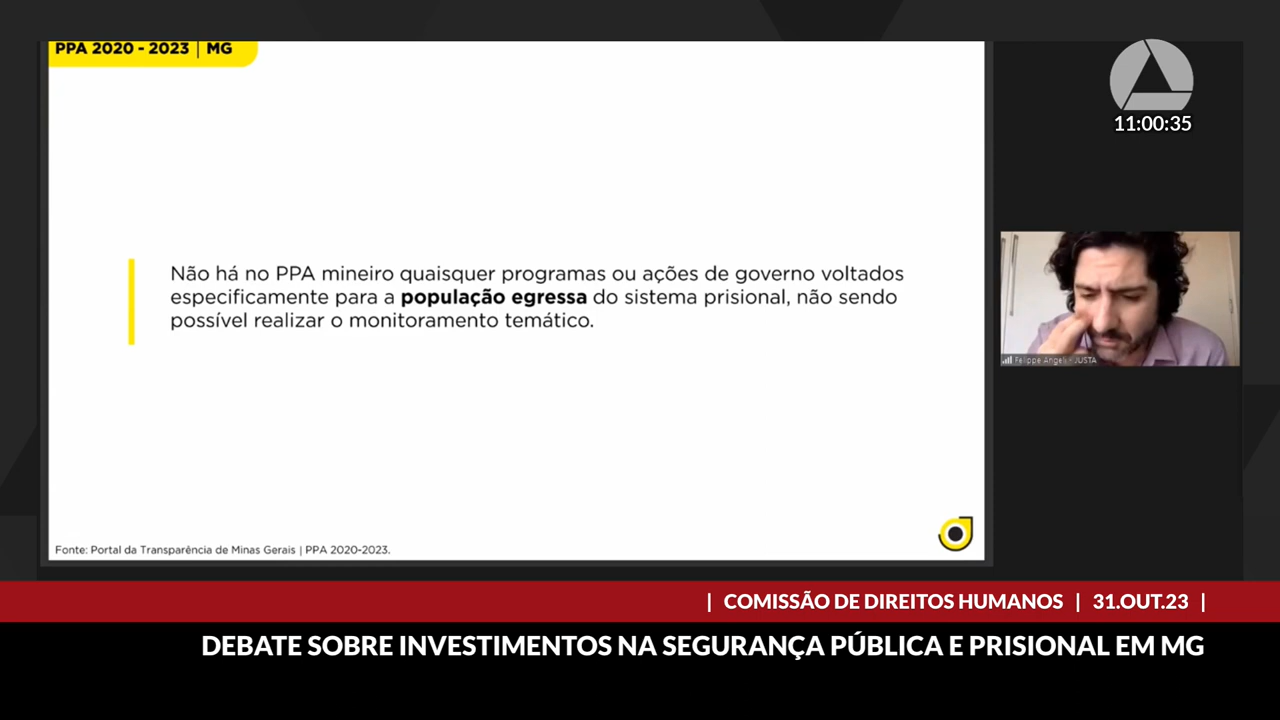 PPA 2020 - 2023 | MG
11:00:35
Não há no PPA mineiro quaisquer programas ou ações de governo voltados
especificamente para a população egressa do sistema prisional, não sendo
possível realizar o monitoramento temático.
Felippe Angeli - JUSTA
Fonte: Portal da Transparência de Minas Gerais | PPA 2020-2023.
| COMISSÃO DE DIREITOS HUMANOS | 31.OUT.23 |
DEBATE SOBRE INVESTIMENTOS NA SEGURANÇA PÚBLICA E PRISIONAL EM MG